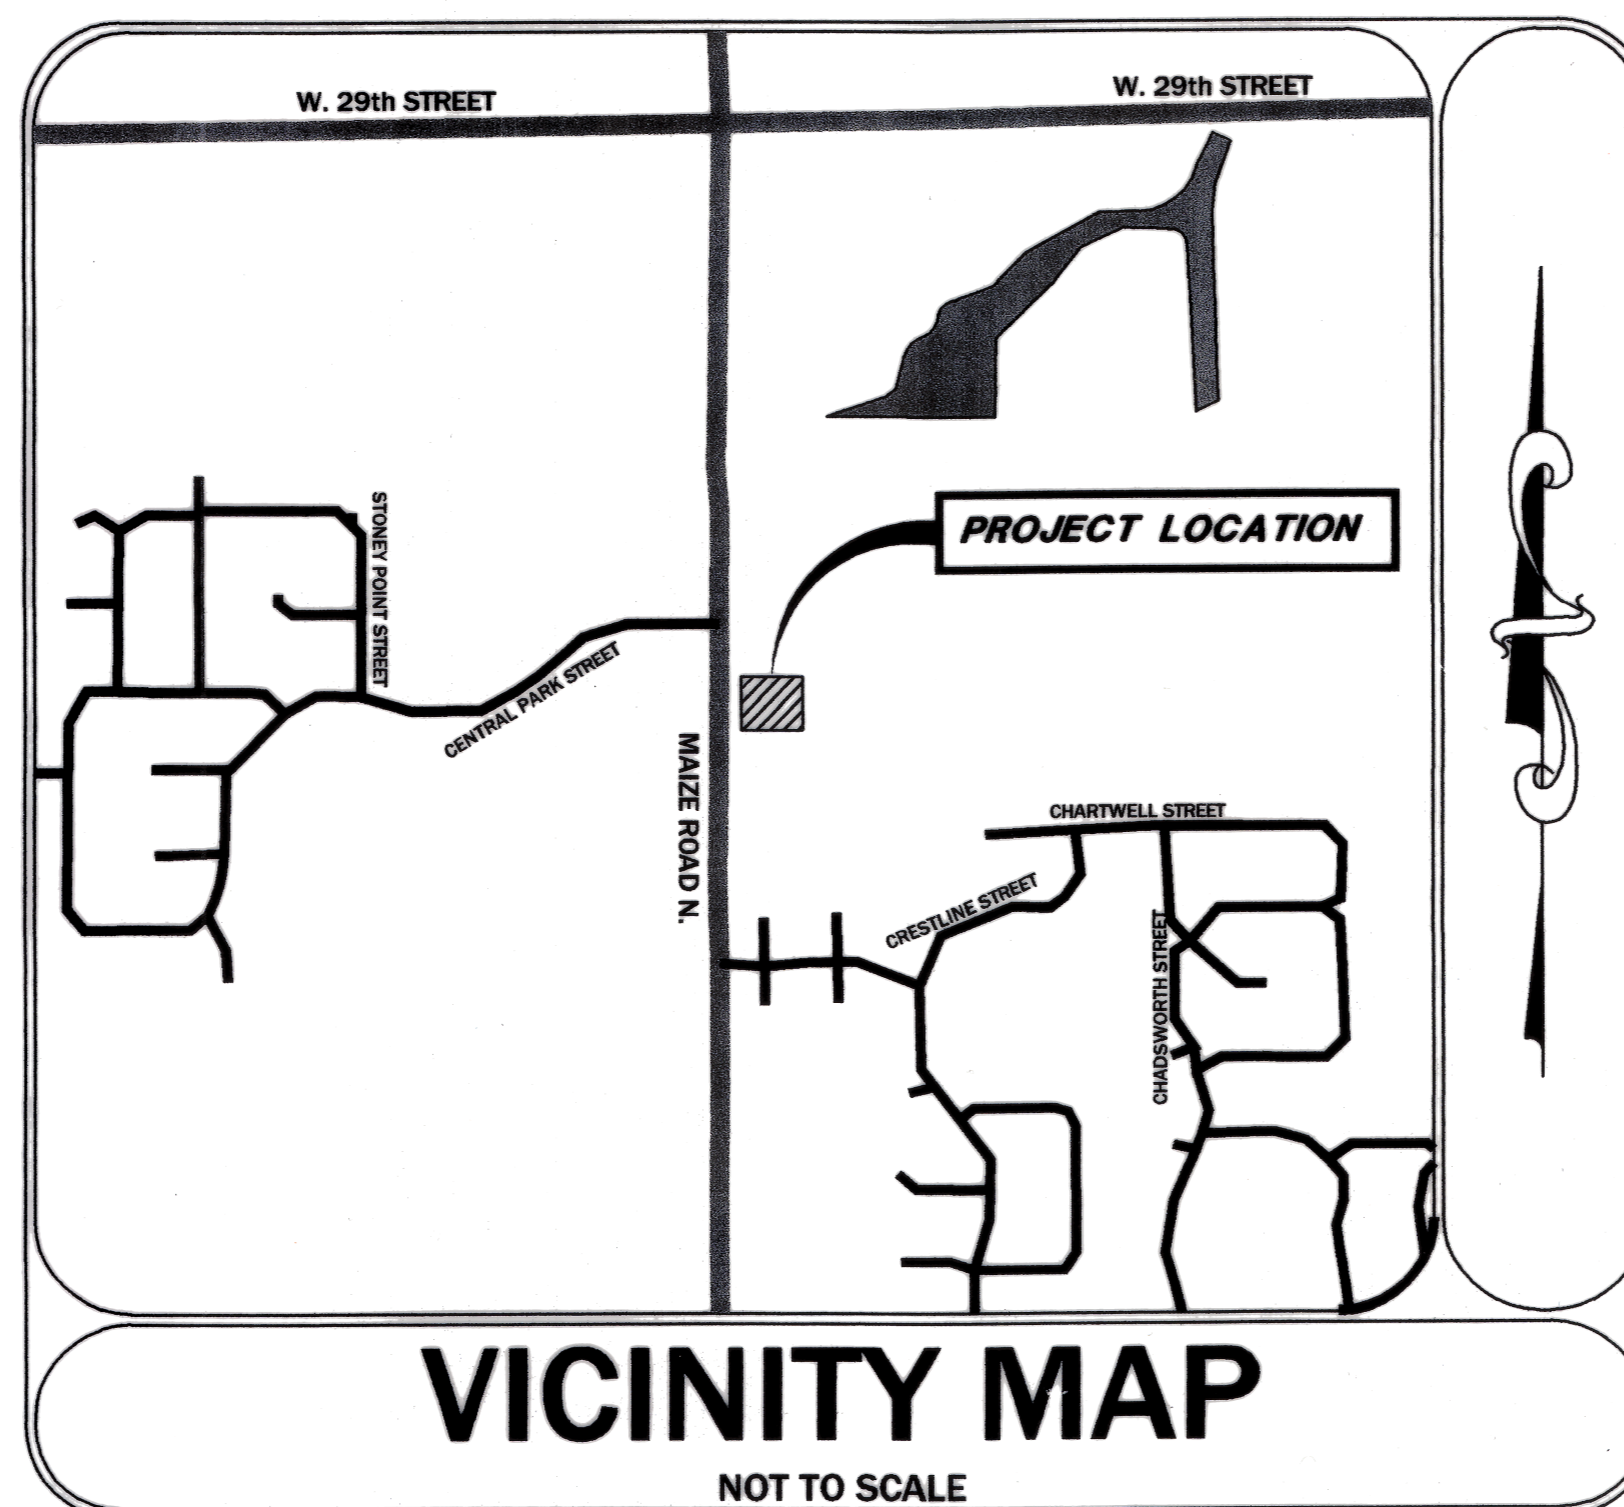 W. 29th STREET
W. 29th STREET
STONEY POINT STREET
PROJECT LOCATION
CENTRAL PARK STREET
MAIZE ROAD N.
CHARTWELL STREET
CRESTLINE STREET
CHADSWORTH STREET
VICINITY MAP
NOT TO SCALE